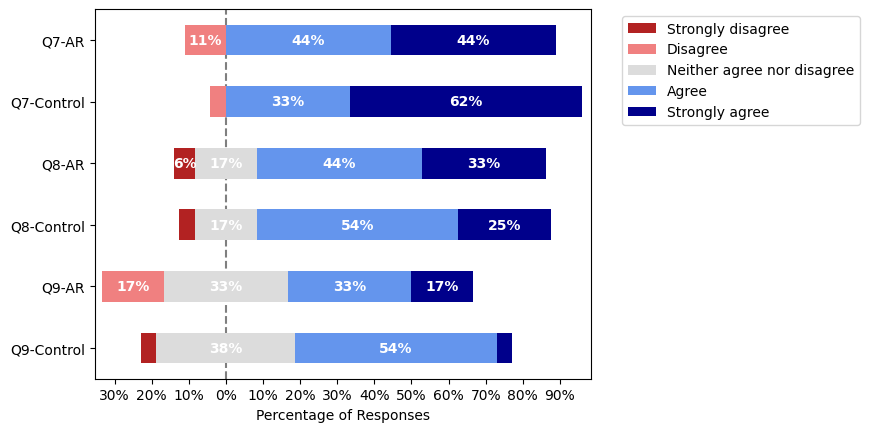 Q7-AR 11% 44% 44%
Q7-Control 33% 62%
Q8-AR 6% 17% 44% 33%
Q8-Control 17% 54% 25%
Q9-AR 17% 33% 33% 17%
Q9-Control 38% 54%
30% 20% 10% 0% 10% 20% 30% 40% 50% 60% 70% 80% 90%
Percentage of Responses
Strongly disagree
Disagree
Neither agree nor disagree
Agree
Strongly agree